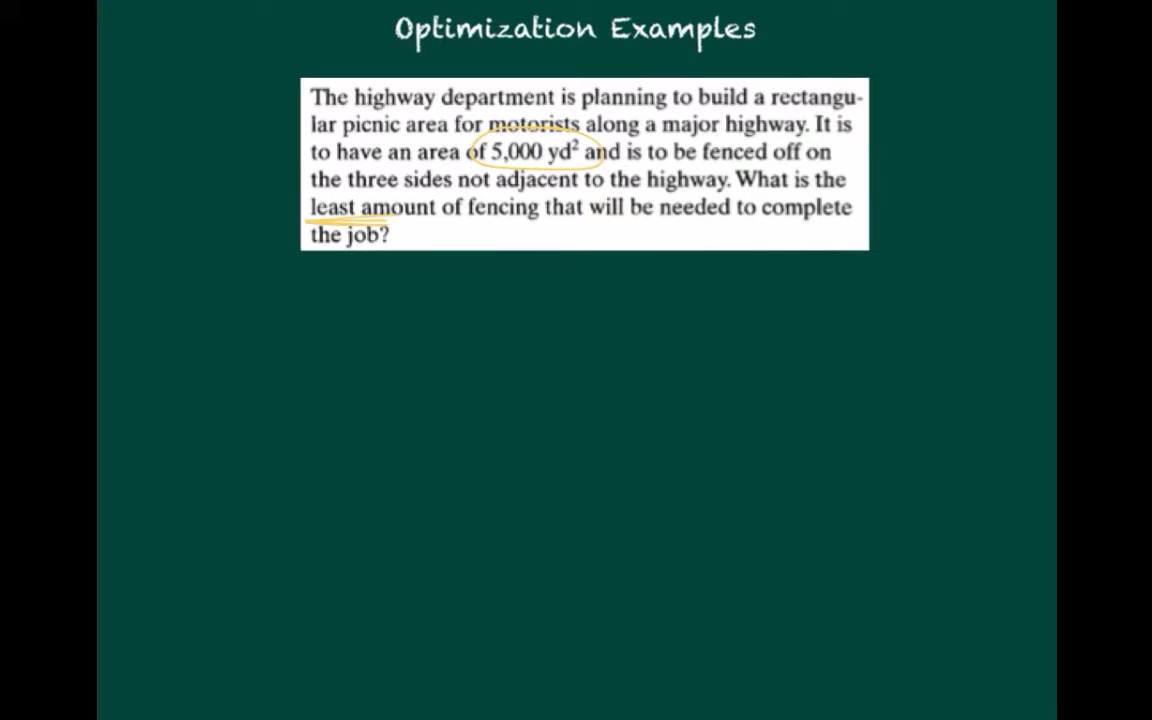 Optimization Examples
The highway department is planning to build a rectangu-
lar picnic area for motorists along a major highway. It is
to have an area of 5,000 yd² and is to be fenced off on
the three sides not adjacent to the highway. What is the
least amount of fencing that will be needed to complete
the job?